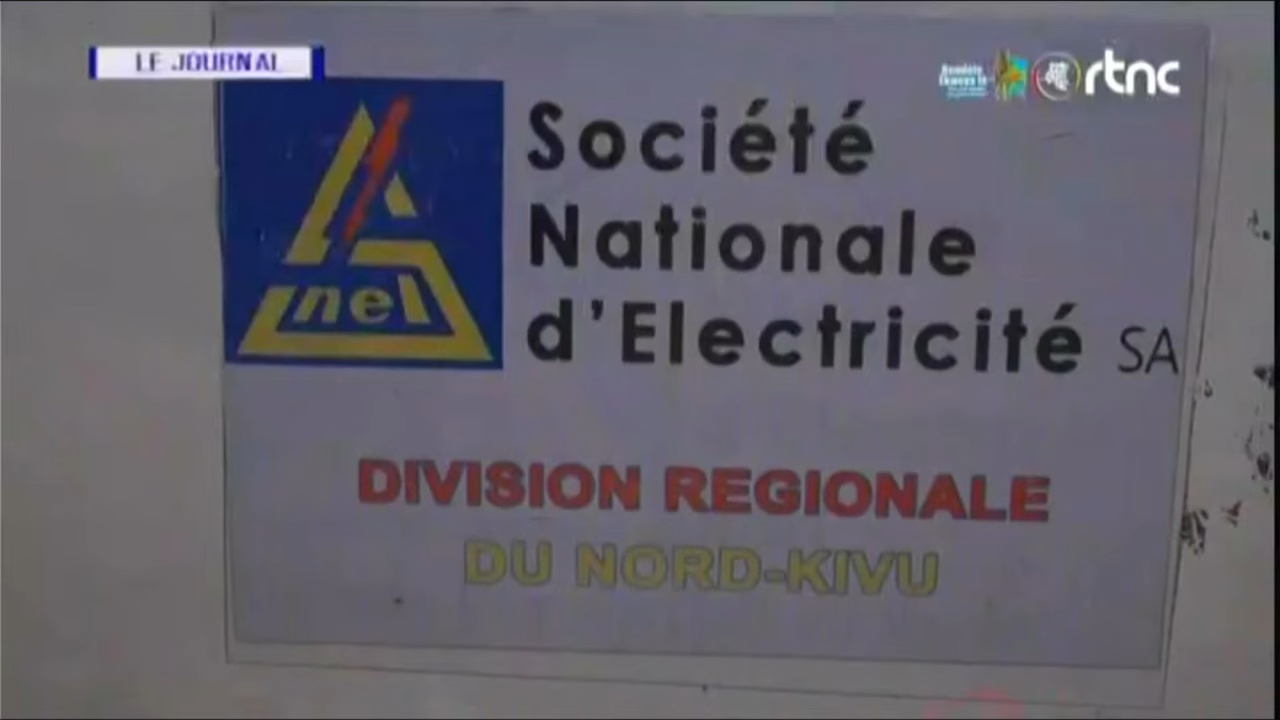 LE JOURNAL
rtnc
Société
Nationale
d'Electricité SA
nel
DIVISION REGIONALE
DU NORD-KIVU